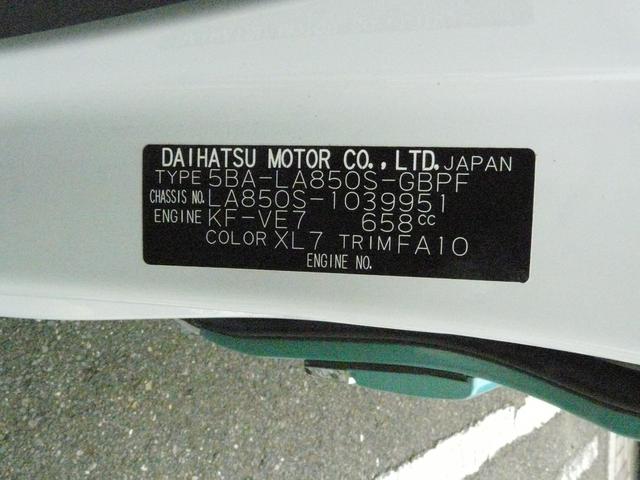 DAIHATSU MOTOR CO., LTD. JAPAN
TYPE 5BA-LA850S-GBPF
CHASSIS NO. LA850S-1039951
ENGINE KF-VE7 658cc
COLOR XL7 TRIM FA10
ENGINE NO.